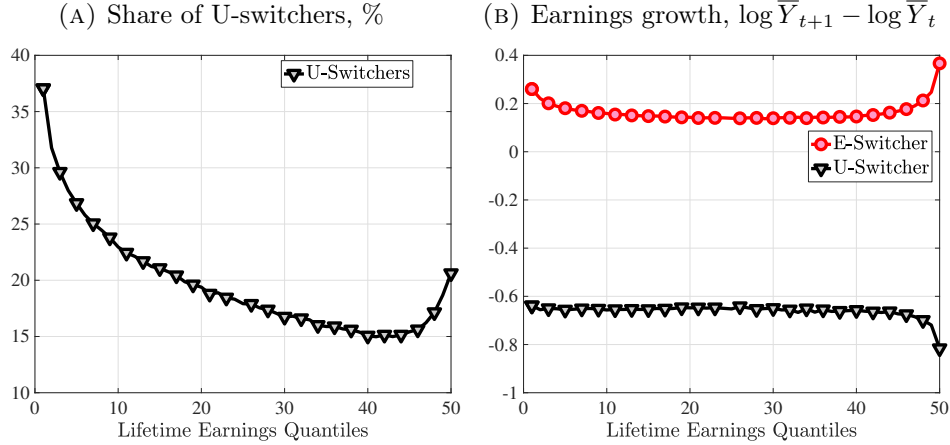 (A) Share of U-switchers, %
40
35
30
25
20
15
10
U-Switchers
0 10 20 30 40 50
Lifetime Earnings Quantiles
(B) Earnings growth, log Y̅ₜ₊₁ − log Y̅ₜ
0.4
0.2
0
-0.2
-0.4
-0.6
-0.8
-1
E-Switcher
U-Switcher
0 10 20 30 40 50
Lifetime Earnings Quantiles